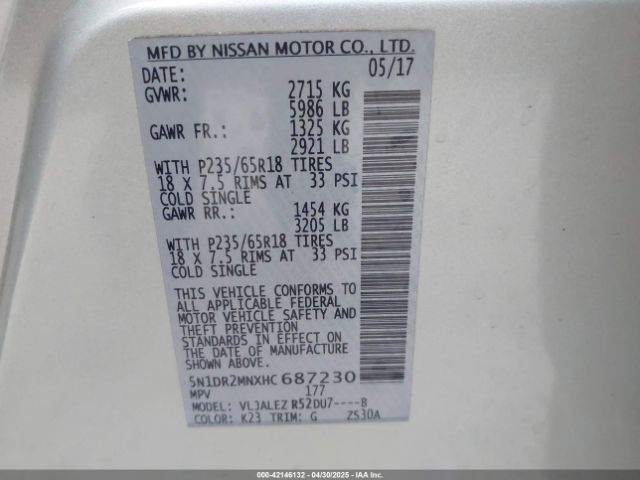 MFD BY NISSAN MOTOR CO., LTD.
DATE: 05/17
GVWR: 2715 KG
5986 LB
GAWR FR.: 1325 KG
2921 LB
WITH P235/65R18 TIRES
18 X 7.5 RIMS AT 33 PSI
COLD SINGLE
GAWR RR.: 1454 KG
3205 LB
WITH P235/65R18 TIRES
18 X 7.5 RIMS AT 33 PSI
COLD SINGLE
THIS VEHICLE CONFORMS TO
ALL APPLICABLE FEDERAL
MOTOR VEHICLE SAFETY AND
THEFT PREVENTION
STANDARDS IN EFFECT ON
THE DATE OF MANUFACTURE
SHOWN ABOVE.
5N1DR2MNXHC687230
MPV 177
MODEL: VLJALEZ R52DU7----B
COLOR: K23 TRIM: G ZS30A
000-42146132 - 04/30/2025 - IAAI.COM